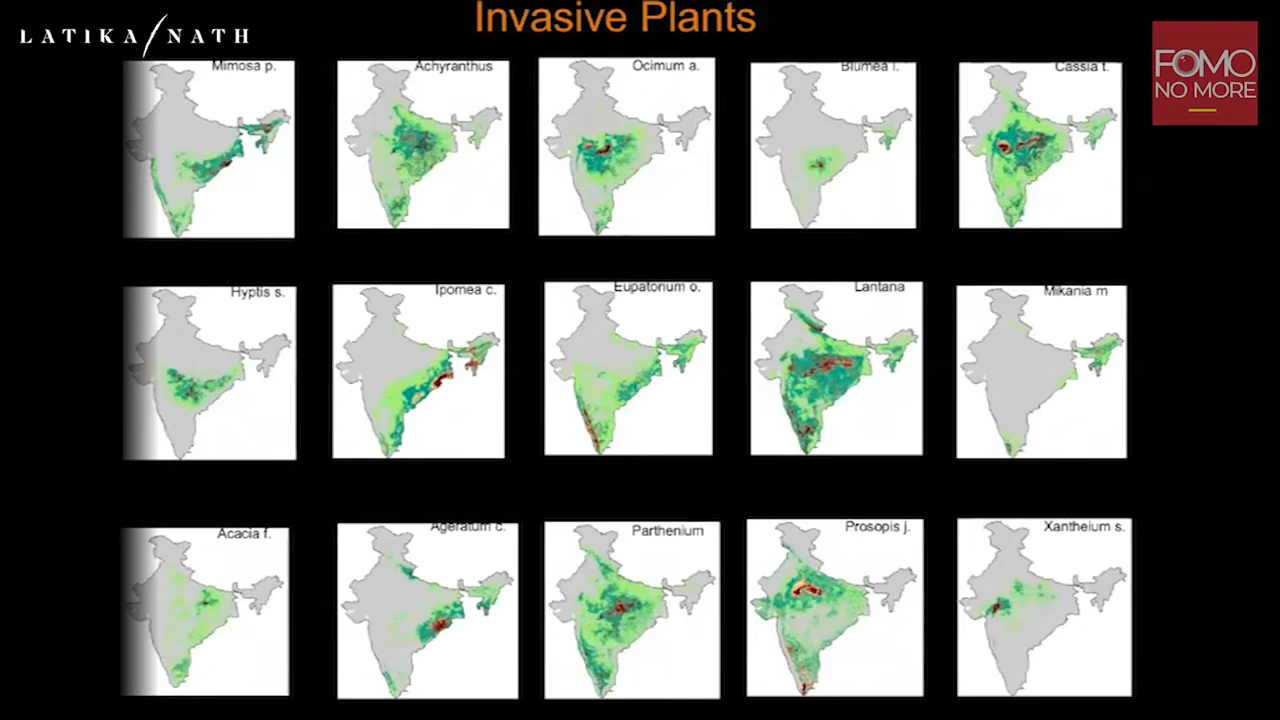 Invasive Plants
LATIKA/NATH
FOMO
NO MORE
Mimosa p.
Achyranthus
Ocimum a.
Blumea l.
Cassia t.
Hyptis s.
Ipomea c.
Eupatorium o.
Lantana
Mikania m
Acacia f.
Ageratum c.
Parthenium
Prosopis j.
Xantheium s.